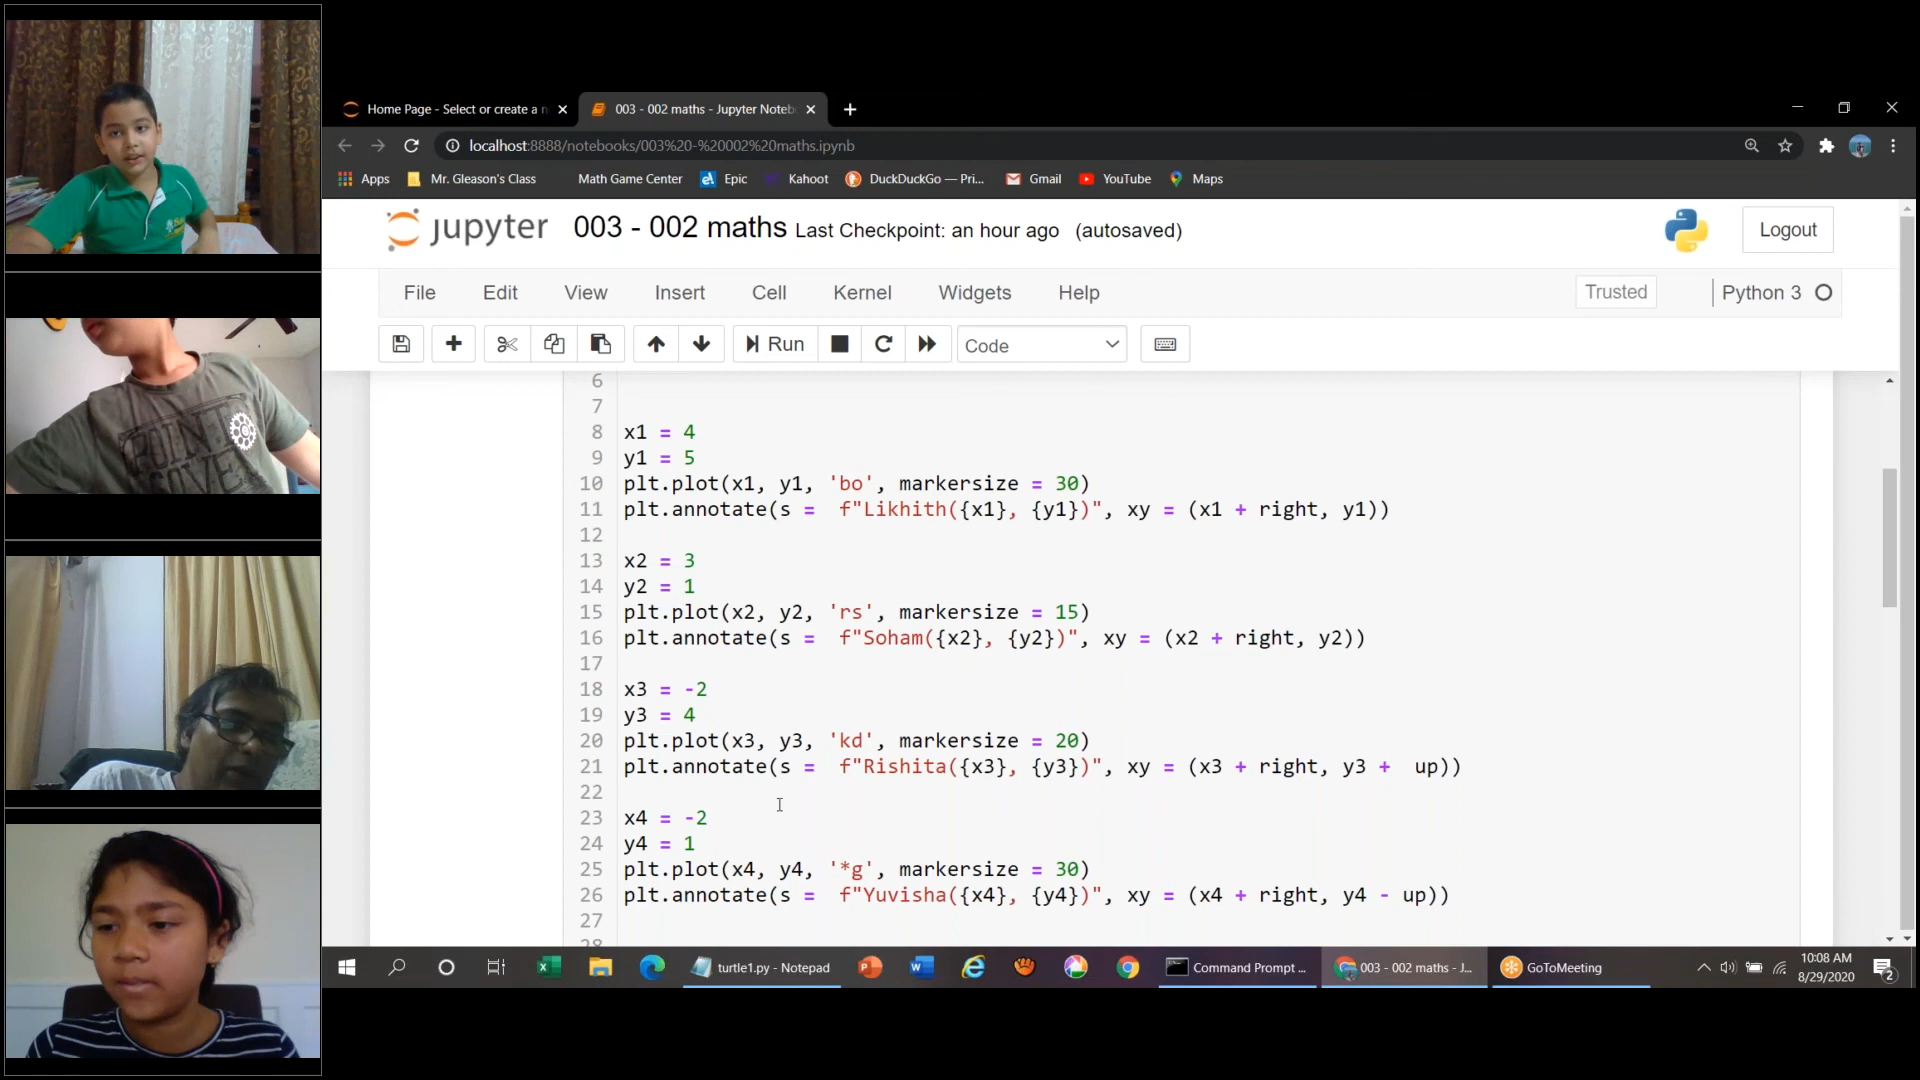 Home Page - Select or create a n
003 - 002 maths - Jupyter Noteb
localhost:8888/notebooks/003%20-%20002%20maths.ipynb
Apps Mr. Gleason's Class Math Game Center Epic Kahoot DuckDuckGo — Pri... Gmail YouTube Maps
jupyter 003 - 002 maths Last Checkpoint: an hour ago (autosaved) Logout
File Edit View Insert Cell Kernel Widgets Help Trusted Python 3
Run Code
6
7
8 x1 = 4
9 y1 = 5
10 plt.plot(x1, y1, 'bo', markersize = 30)
11 plt.annotate(s =  f"Likhith({x1}, {y1})", xy = (x1 + right, y1))
12
13 x2 = 3
14 y2 = 1
15 plt.plot(x2, y2, 'rs', markersize = 15)
16 plt.annotate(s =  f"Soham({x2}, {y2})", xy = (x2 + right, y2))
17
18 x3 = -2
19 y3 = 4
20 plt.plot(x3, y3, 'kd', markersize = 20)
21 plt.annotate(s =  f"Rishita({x3}, {y3})", xy = (x3 + right, y3 +  up))
22
23 x4 = -2
24 y4 = 1
25 plt.plot(x4, y4, '*g', markersize = 30)
26 plt.annotate(s =  f"Yuvisha({x4}, {y4})", xy = (x4 + right, y4 - up))
27
28
turtle1.py - Notepad Command Prompt ... 003 - 002 maths - J... GoToMeeting
10:08 AM
8/29/2020
2